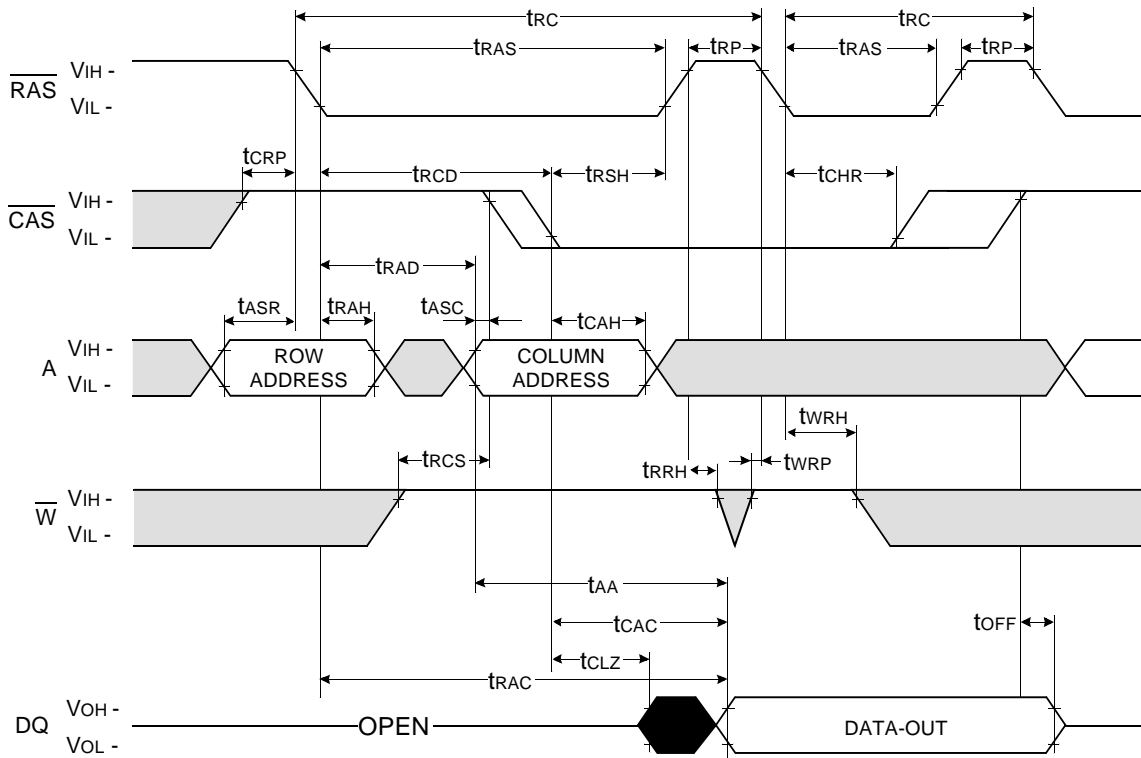 tRC tRC
tRAS tRP tRAS tRP
RAS VIH -
VIL -
tCRP tRCD tRSH tCHR
CAS VIH -
VIL -
tRAD
tASR tRAH tASC tCAH
A VIH -
VIL -
ROW ADDRESS
COLUMN ADDRESS
tWRH
tRCS tRRH tWRP
W VIH -
VIL -
tAA
tCAC tOFF
tCLZ
tRAC
DQ VOH -
VOL -
OPEN DATA-OUT